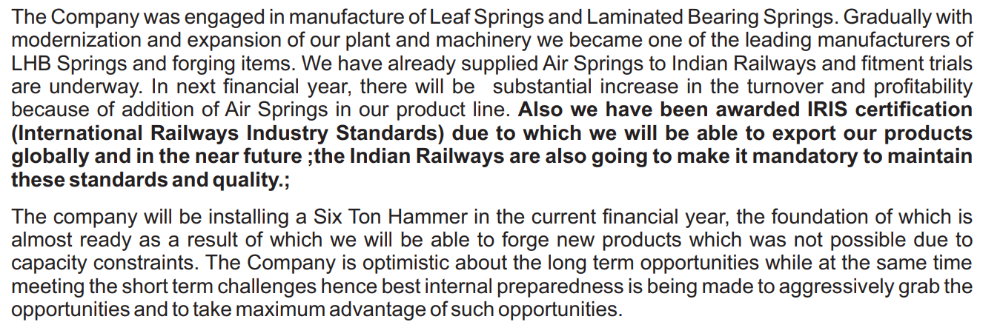 The Company was engaged in manufacture of Leaf Springs and Laminated Bearing Springs. Gradually with
modernization and expansion of our plant and machinery we became one of the leading manufacturers of
LHB Springs and forging items. We have already supplied Air Springs to Indian Railways and fitment trials
are underway. In next financial year, there will be substantial increase in the turnover and profitability
because of addition of Air Springs in our product line. Also we have been awarded IRIS certification
(International Railways Industry Standards) due to which we will be able to export our products
globally and in the near future ;the Indian Railways are also going to make it mandatory to maintain
these standards and quality.;
The company will be installing a Six Ton Hammer in the current financial year, the foundation of which is
almost ready as a result of which we will be able to forge new products which was not possible due to
capacity constraints. The Company is optimistic about the long term opportunities while at the same time
meeting the short term challenges hence best internal preparedness is being made to aggressively grab the
opportunities and to take maximum advantage of such opportunities.